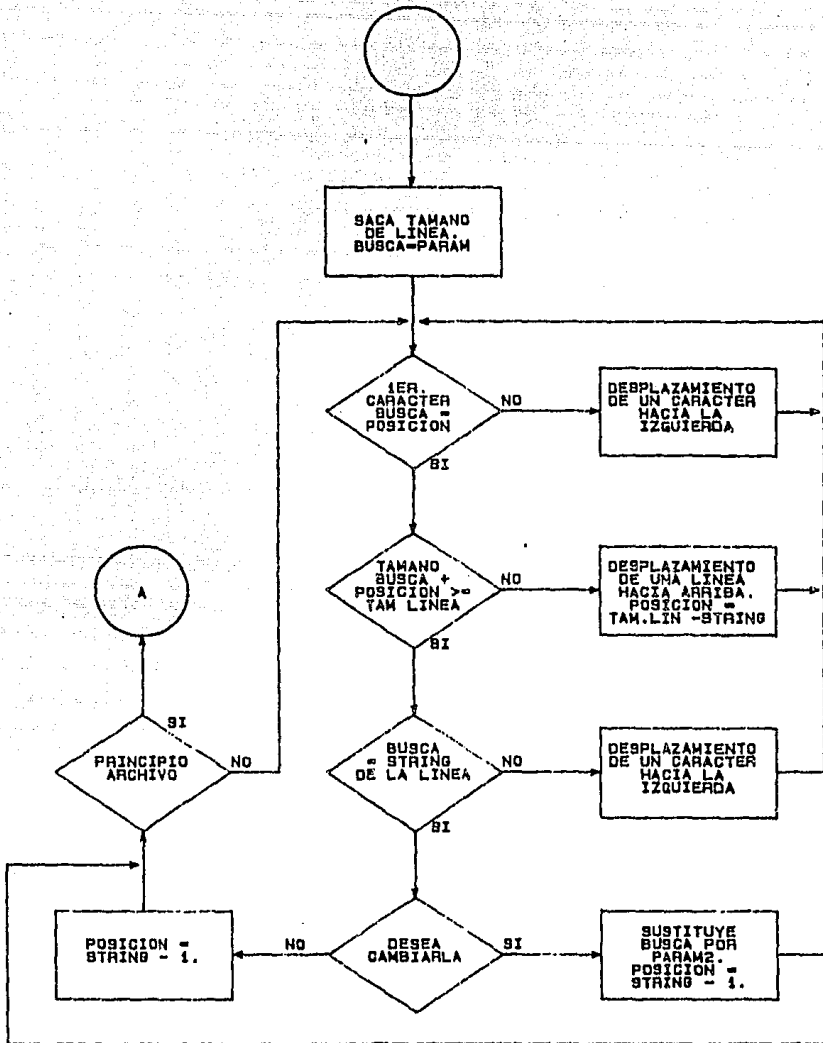 SACA TAMANO
DE LINEA.
BUSCA=PARAM
1ER.
CARACTER
BUSCA =
POSICION
NO
SI
DESPLAZAMIENTO
DE UN CARACTER
HACIA LA
IZQUIERDA
TAMANO
BUSCA +
POSICION >=
TAM LINEA
NO
SI
DESPLAZAMIENTO
DE UNA LINEA
HACIA ARRIBA.
POSICION =
TAM.LIN -STRING
A
SI
PRINCIPIO
ARCHIVO
NO
BUSCA
= STRING
DE LA LINEA
NO
SI
DESPLAZAMIENTO
DE UN CARACTER
HACIA LA
IZQUIERDA
POSICION =
STRING - 1.
NO
DESEA
CAMBIARLA
SI
SUSTITUYE
BUSCA POR
PARAM2.
POSICION =
STRING - 1.